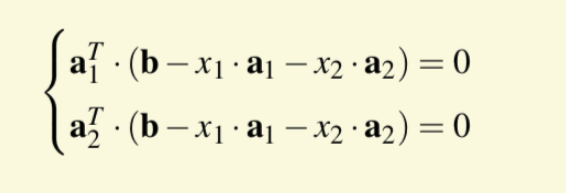 𝐚₁ᵀ · (𝐛 − x₁ · 𝐚₁ − x₂ · 𝐚₂) = 0
𝐚₂ᵀ · (𝐛 − x₁ · 𝐚₁ − x₂ · 𝐚₂) = 0